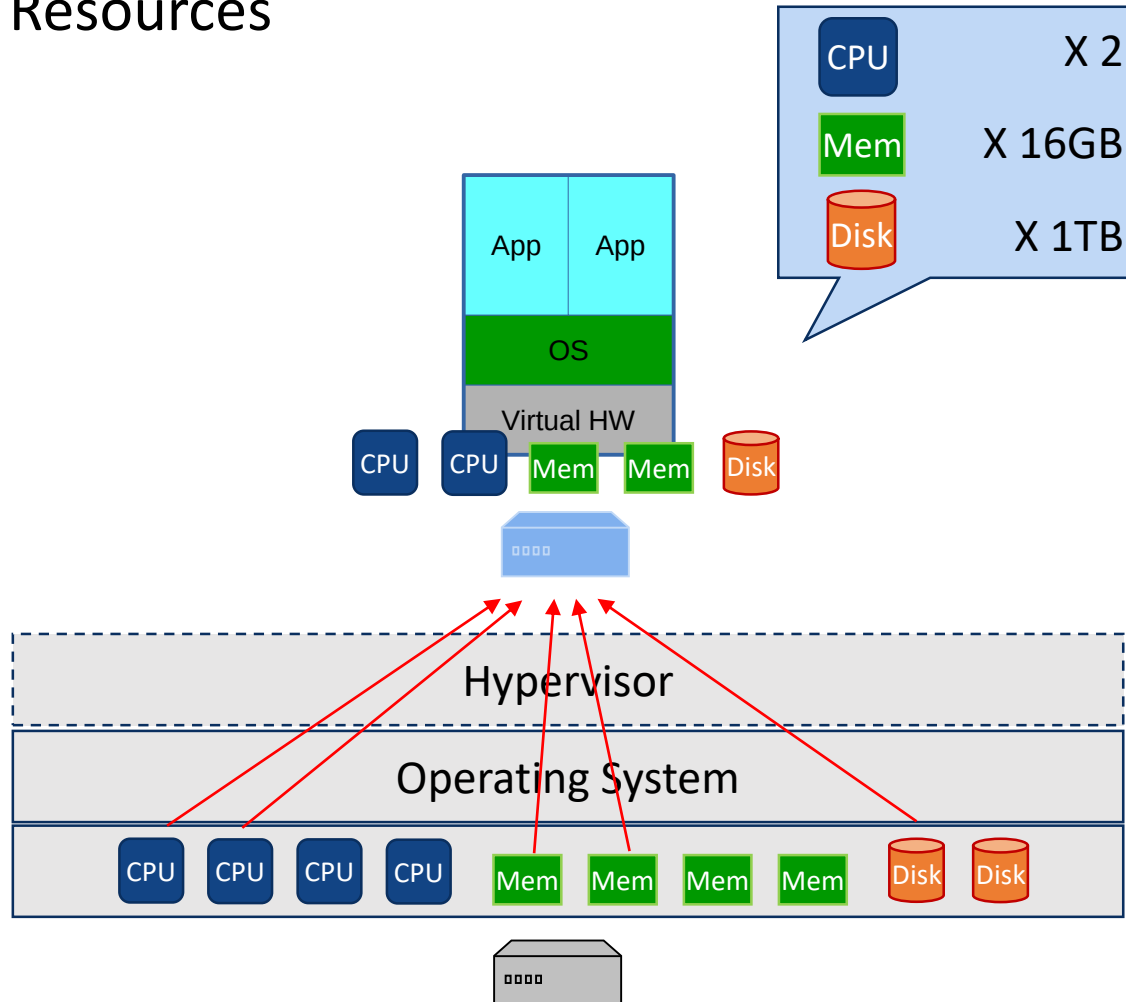 Resources
CPU X 2
Mem X 16GB
Disk X 1TB
App App
OS
Virtual HW
CPU CPU Mem Mem Disk
Hypervisor
Operating System
CPU CPU CPU CPU Mem Mem Mem Mem Disk Disk